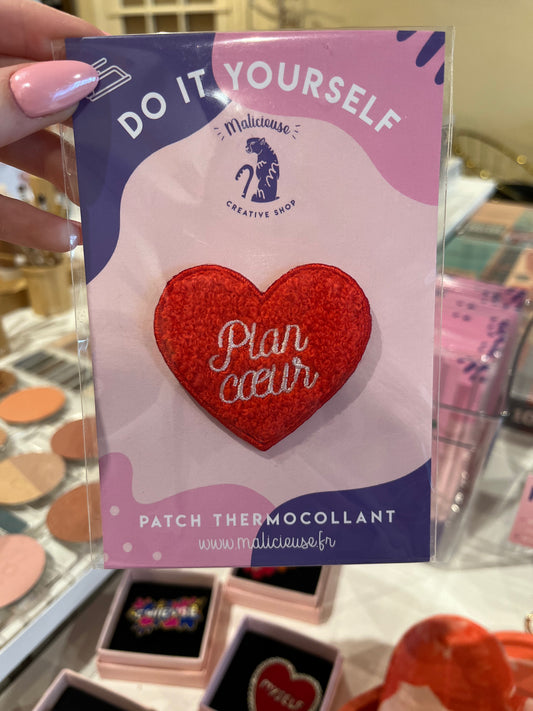 DO IT YOURSELF
Malicieuse
CREATIVE SHOP
Plan
cœur
PATCH THERMOCOLLANT
www.malicieuse.fr